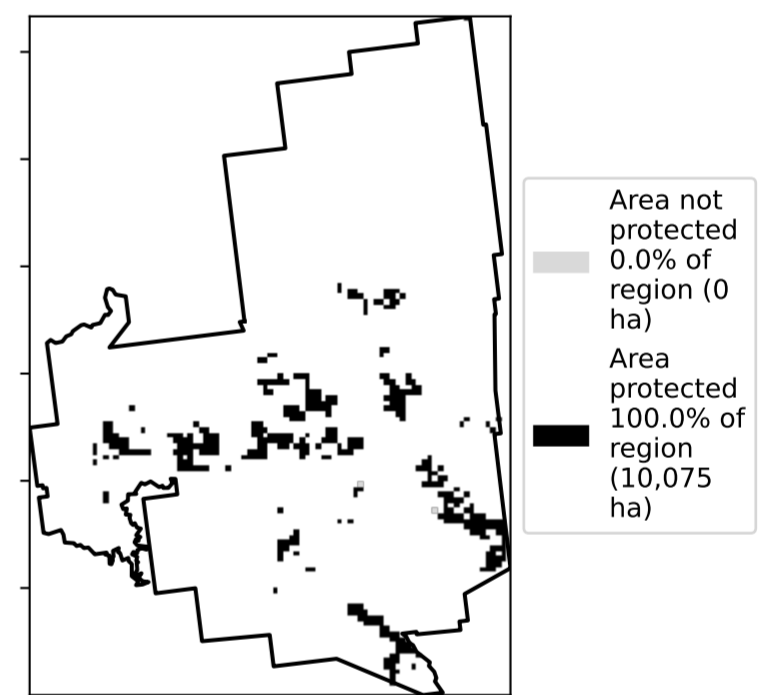 Area not
protected
0.0% of
region (0
ha)
Area
protected
100.0% of
region
(10,075
ha)